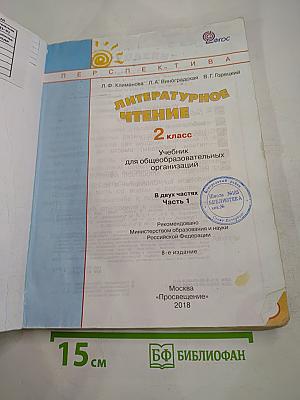 ФГОС
ПЕРСПЕКТИВА
Л.Ф. Климанова Л.А. Виноградская В.Г. Горецкий
ЛИТЕРАТУРНОЕ
ЧТЕНИЕ
2 класс
Учебник
для общеобразовательных
организаций
В двух частях
Часть 1
БИБЛИОТЕКА
Рекомендовано
Министерством образования и науки
Российской Федерации
8-е издание
Москва
«Просвещение»
2018
15 см
БФ БИБЛИОФАН